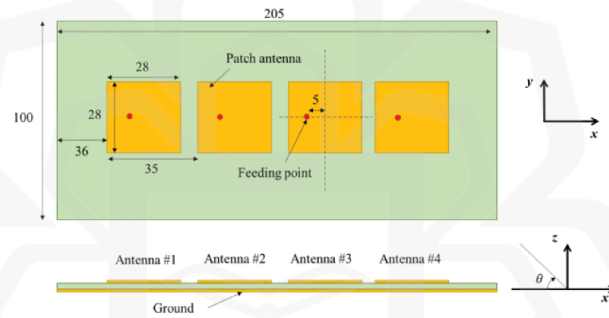 205
28
Patch antenna
y
5
100
28
x
36
35
Feeding point
Antenna #1 Antenna #2 Antenna #3 Antenna #4
z
θ
x
Ground